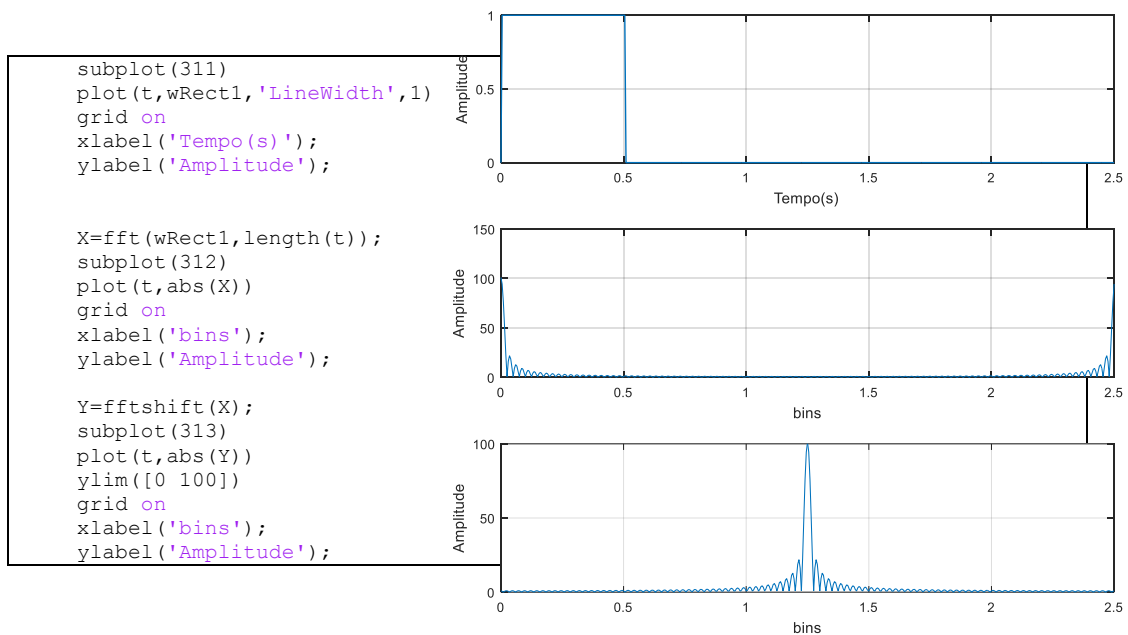 subplot(311)
plot(t,wRect1,'LineWidth',1)
grid on
xlabel('Tempo(s)');
ylabel('Amplitude');
X=fft(wRect1,length(t));
subplot(312)
plot(t,abs(X))
grid on
xlabel('bins');
ylabel('Amplitude');
Y=fftshift(X);
subplot(313)
plot(t,abs(Y))
ylim([0 100])
grid on
xlabel('bins');
ylabel('Amplitude');
1
0.5
0
Amplitude
0 0.5 1 1.5 2 2.5
Tempo(s)
150
100
50
0
Amplitude
0 0.5 1 1.5 2 2.5
bins
100
50
0
Amplitude
0 0.5 1 1.5 2 2.5
bins